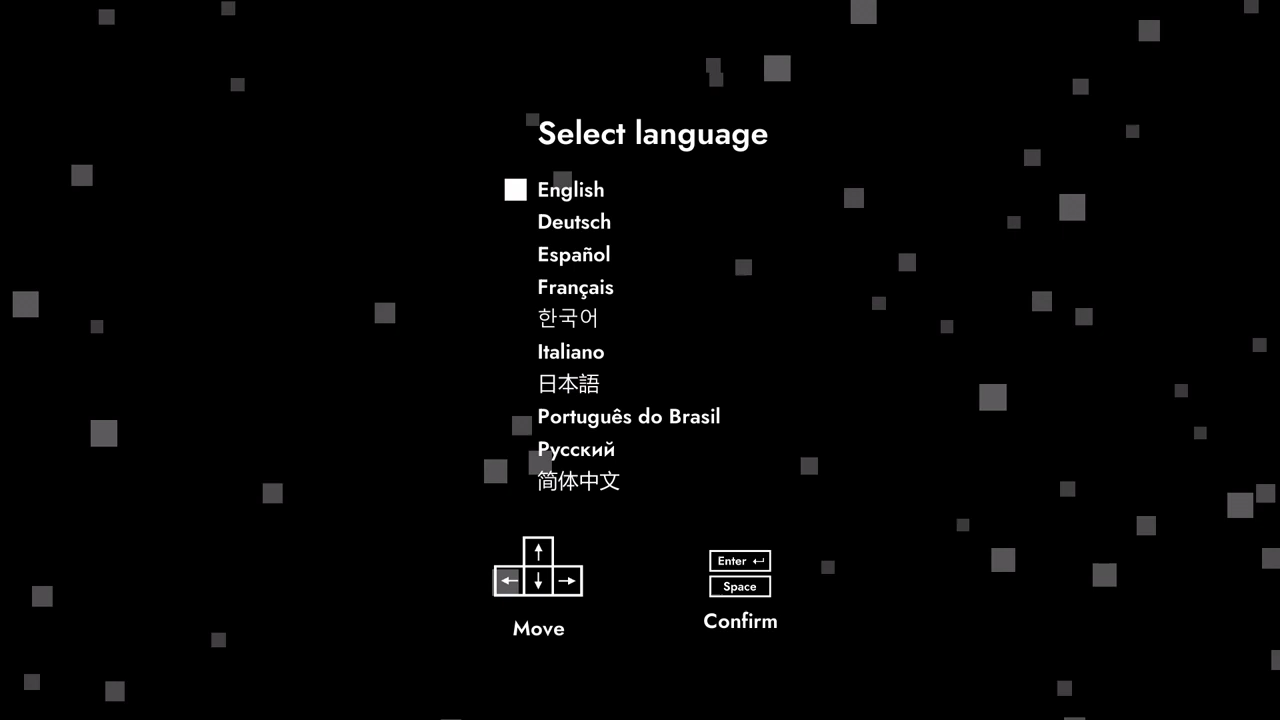 Select language
English
Deutsch
Español
Français
한국어
Italiano
日本語
Português do Brasil
Русский
简体中文
Enter ↵
Space
Move
Confirm